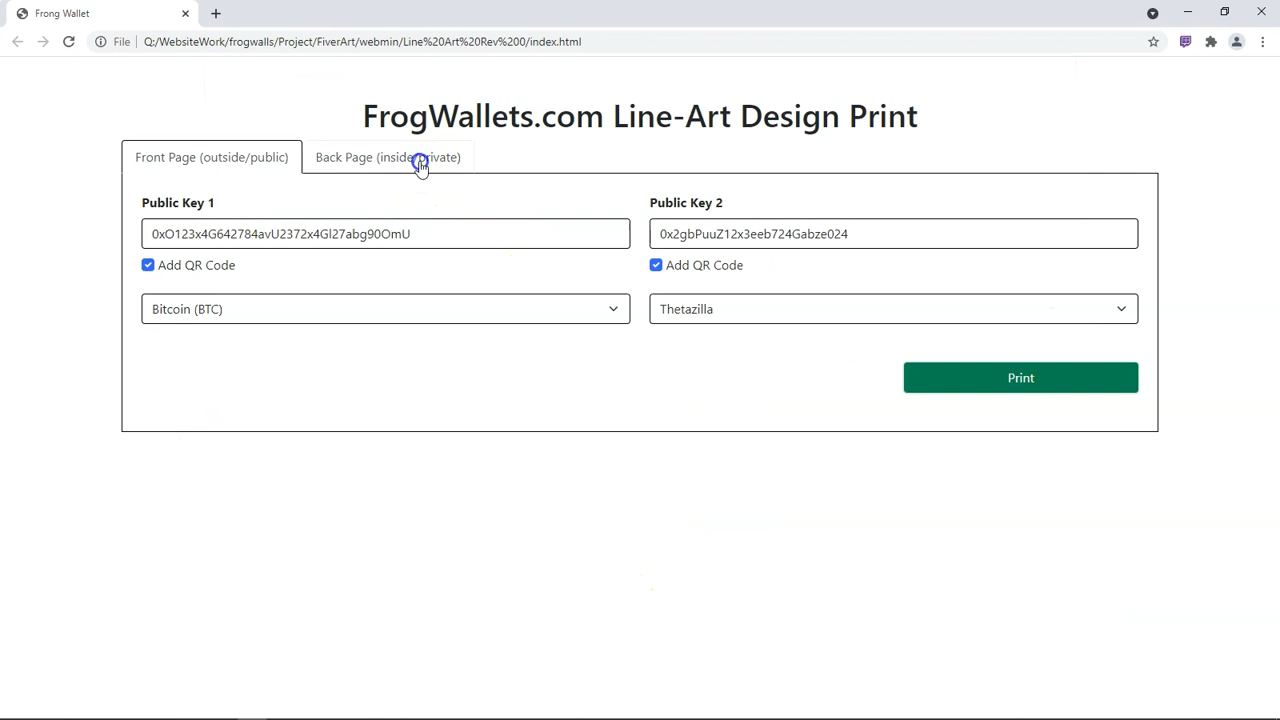 Frong Wallet
File
Q:/WebsiteWork/frogwalls/Project/FiverArt/webmin/Line%20Art%20Rev%200/index.html
FrogWallets.com Line-Art Design Print
Front Page (outside/public)
Back Page (inside/private)
Public Key 1
Public Key 2
0xO123x4G642784avU2372x4Gl27abg90OmU
0x2gbPuuZ12x3eeb724Gabze024
Add QR Code
Add QR Code
Bitcoin (BTC)
Thetazilla
Print